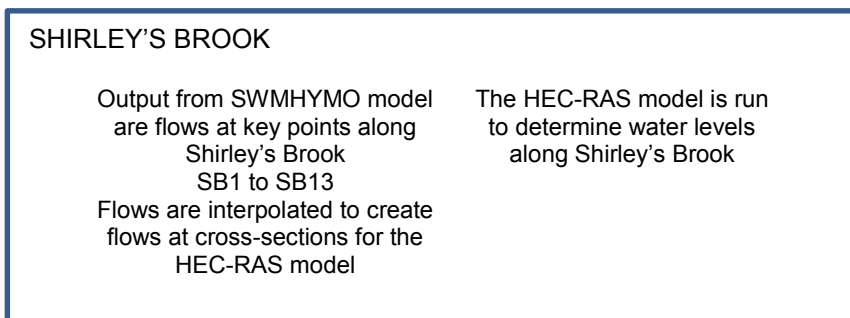 SHIRLEY'S BROOK
Output from SWMHYMO model
are flows at key points along
Shirley's Brook
SB1 to SB13
Flows are interpolated to create
flows at cross-sections for the
HEC-RAS model
The HEC-RAS model is run
to determine water levels
along Shirley's Brook